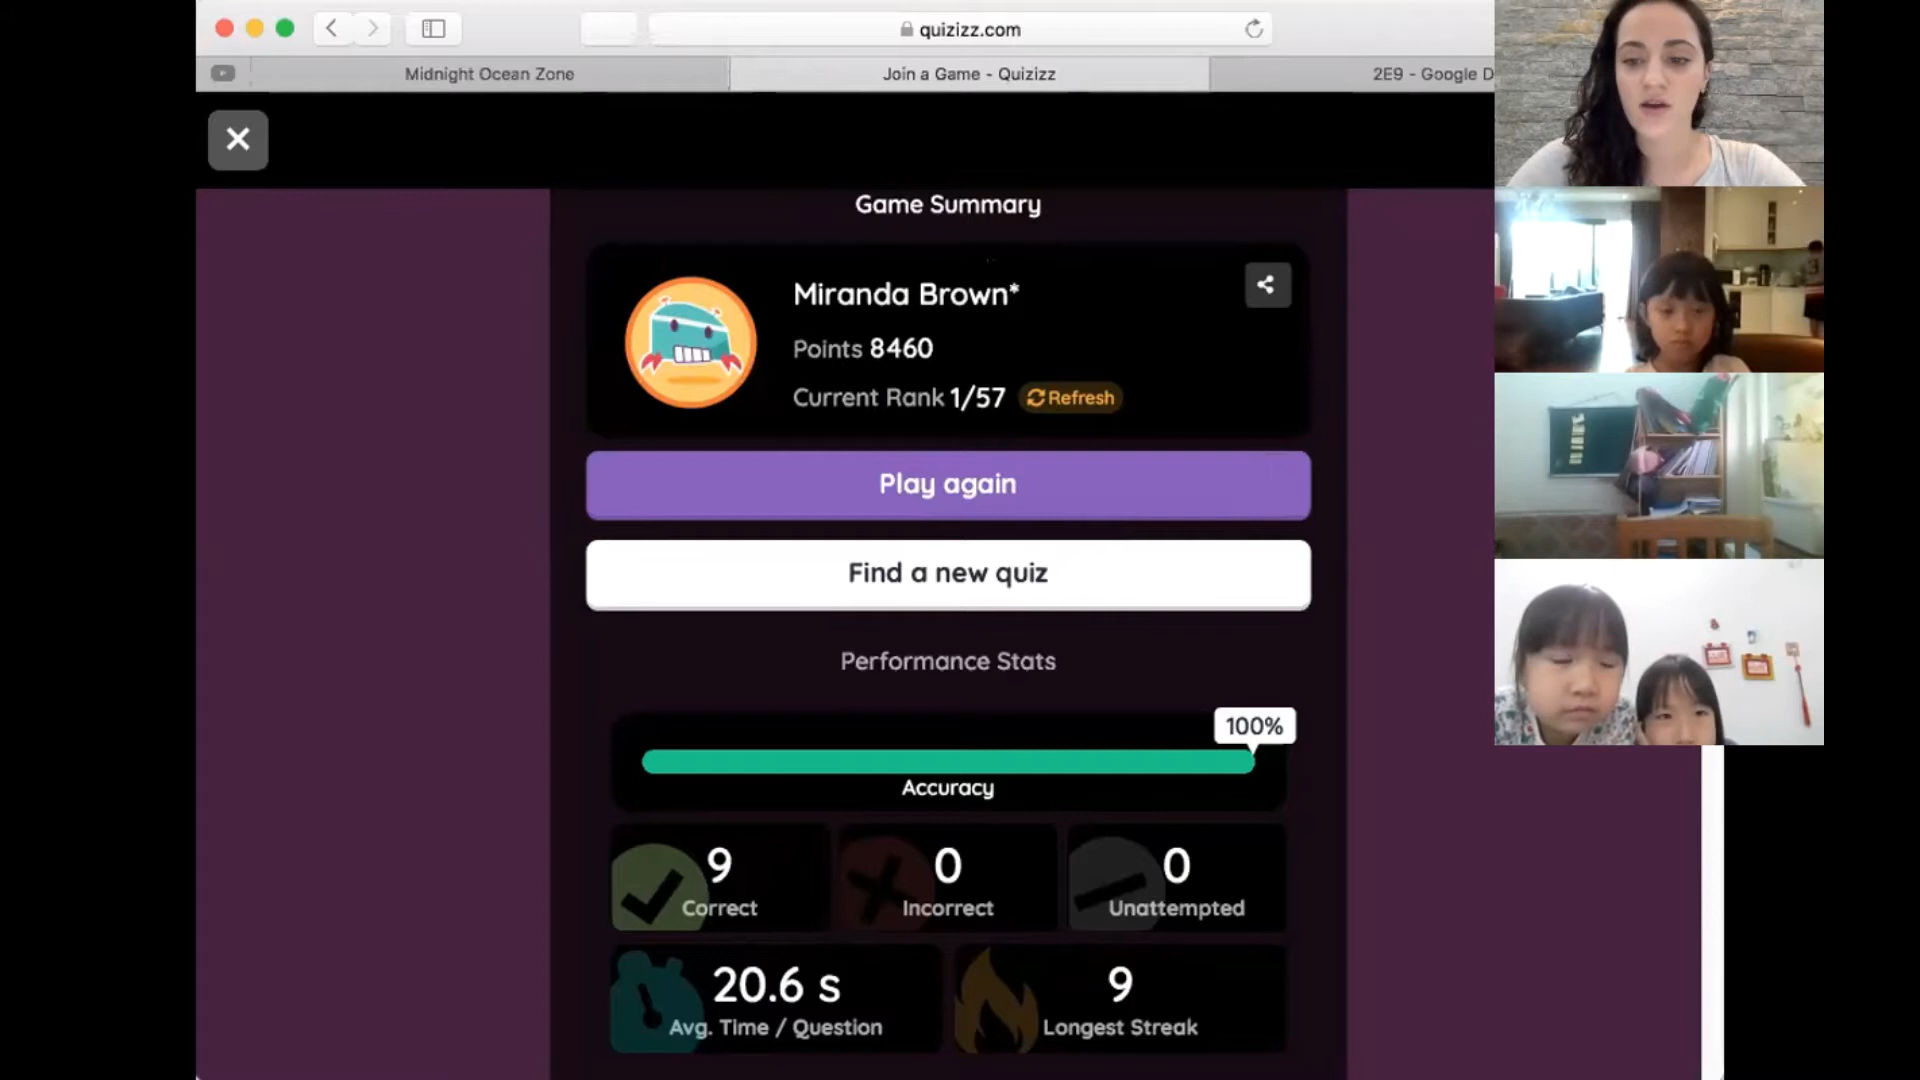 quizizz.com
Midnight Ocean Zone
Join a Game - Quizizz
2E9 - Google D
Game Summary
Miranda Brown*
Points 8460
Current Rank 1/57
Refresh
Play again
Find a new quiz
Performance Stats
100%
Accuracy
9
Correct
0
Incorrect
0
Unattempted
20.6 s
Avg. Time / Question
9
Longest Streak